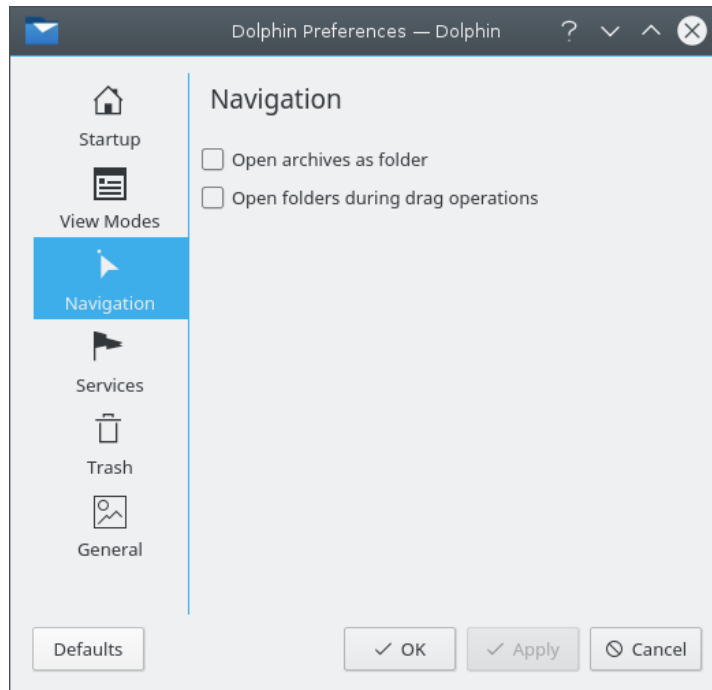 Dolphin Preferences — Dolphin
Startup
View Modes
Navigation
Services
Trash
General
Navigation
Open archives as folder
Open folders during drag operations
Defaults
OK
Apply
Cancel